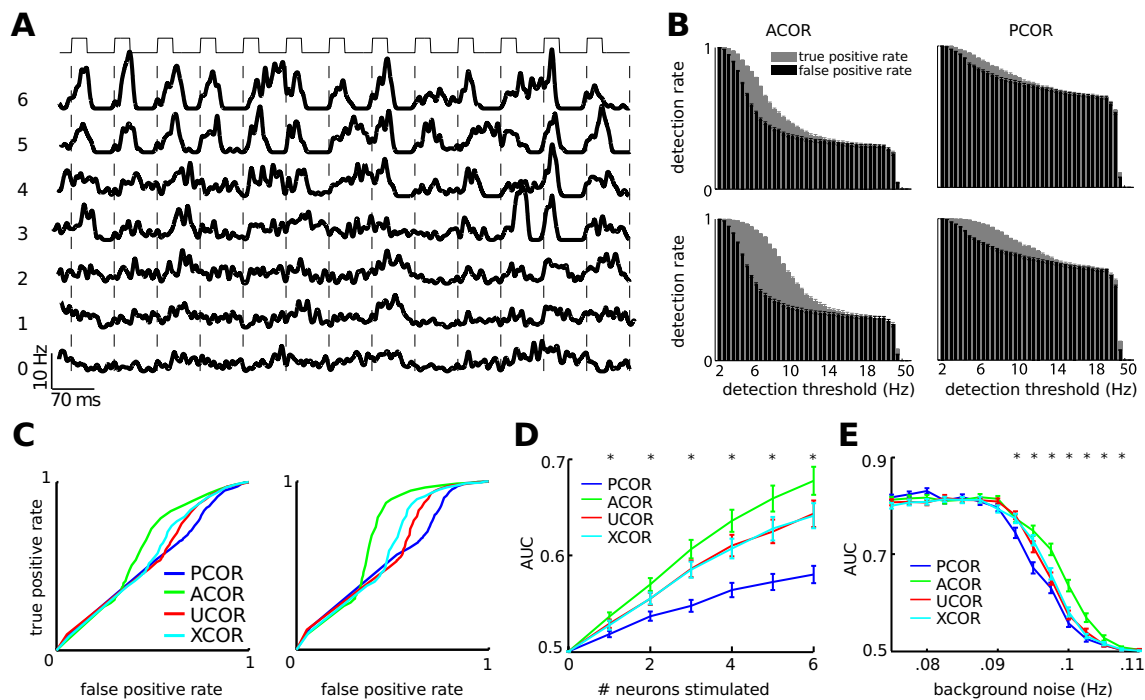 A
6
5
4
3
2
1
0
10 Hz
70 ms
B
ACOR
PCOR
true positive rate
false positive rate
1
detection rate
0
1
0
1
detection rate
0
2 6 10 14 18 50
detection threshold (Hz)
1
0
2 6 10 14 18 50
detection threshold (Hz)
C
1
true positive rate
PCOR
ACOR
UCOR
XCOR
0 1
false positive rate
1
0 1
false positive rate
D
* * * * * *
0.7
PCOR
ACOR
UCOR
XCOR
AUC
0.6
0.5
0 2 4 6
# neurons stimulated
E
* * * * * * *
0.9
AUC
0.7
PCOR
ACOR
UCOR
XCOR
0.5
.08 .09 .1 .11
background noise (Hz)